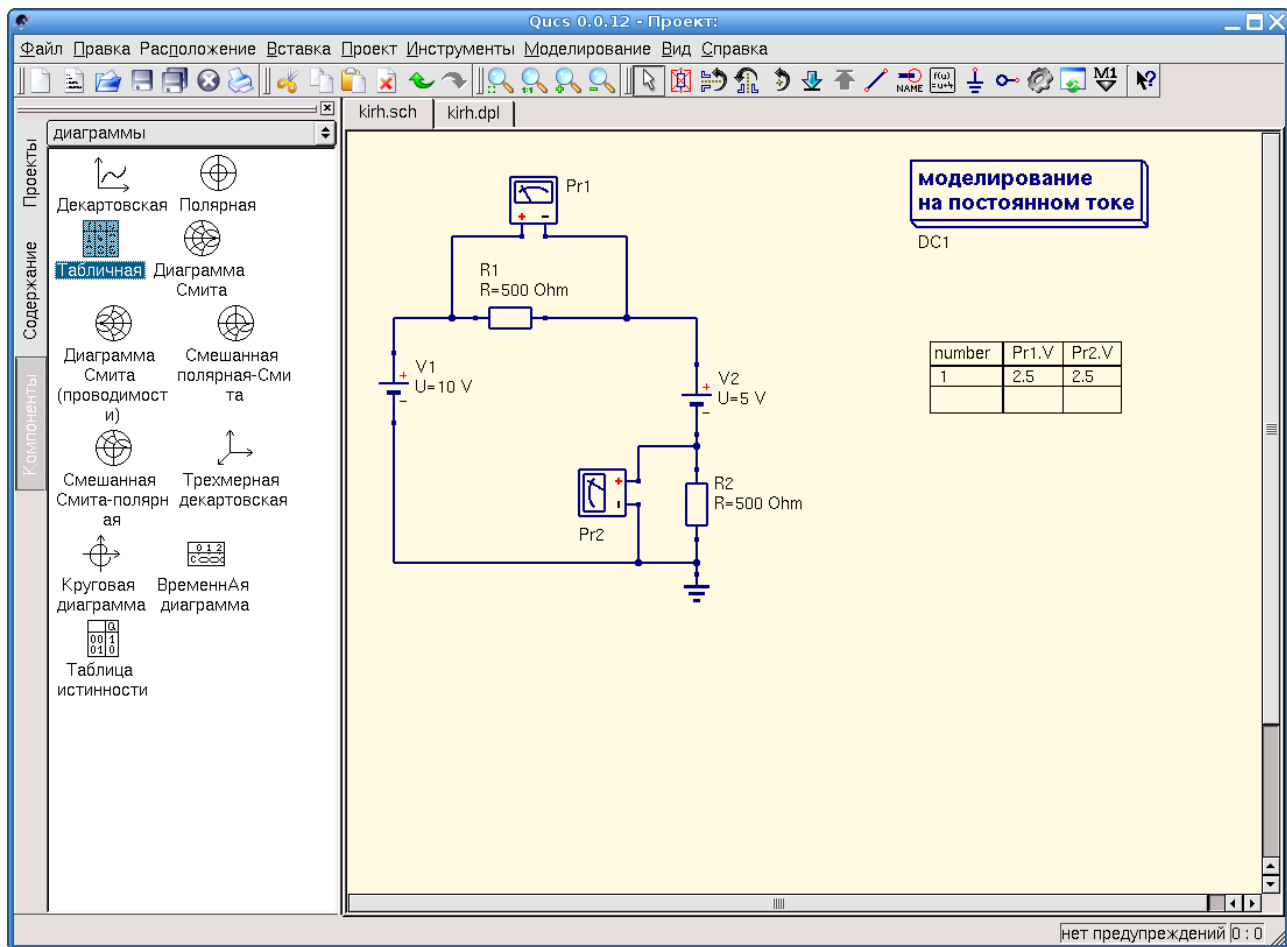 Qucs 0.0.12 - Проект:
Файл Правка Расположение Вставка Проект Инструменты Моделирование Вид Справка
NAME
f(u)
=u+4
M1
диаграммы
Проекты
Содержание
Компоненты
Декартовская Полярная
Табличная Диаграмма
Смита
Диаграмма Смешанная
Смита полярная-Сми
(проводимост та
и)
Смешанная Трехмерная
Смита-полярн декартовская
ая
Круговая ВременнАя
диаграмма диаграмма
Таблица
истинности
kirh.sch kirh.dpl
Pr1
моделирование
на постоянном токе
DC1
R1
R=500 Ohm
V1
U=10 V
V2
U=5 V
number Pr1.V Pr2.V
1 2.5 2.5
R2
R=500 Ohm
Pr2
нет предупреждений 0 : 0